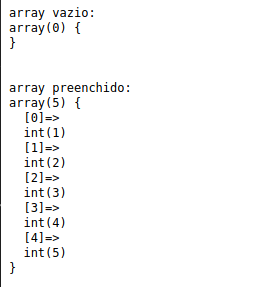 array vazio:
array(0) {
}
array preenchido:
array(5) {
  [0]=>
  int(1)
  [1]=>
  int(2)
  [2]=>
  int(3)
  [3]=>
  int(4)
  [4]=>
  int(5)
}